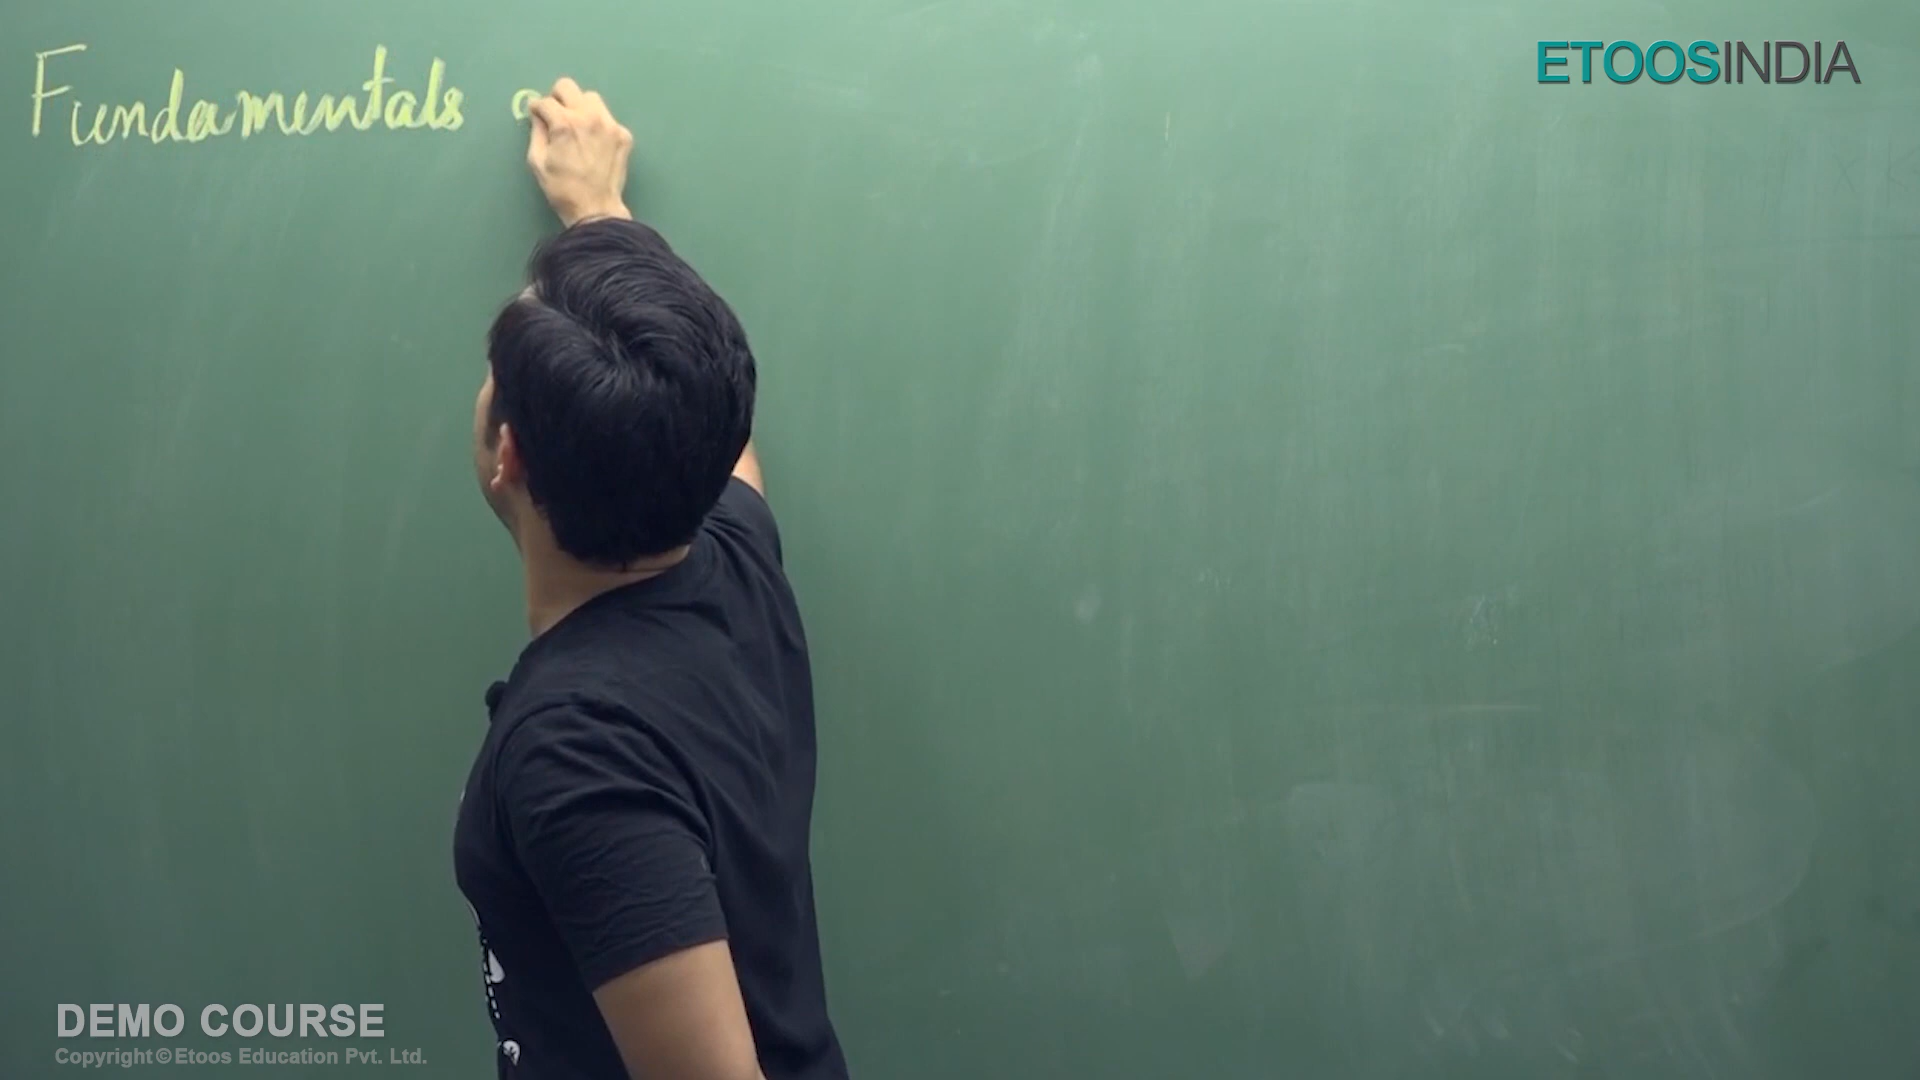 Fundamentals o
ETOOSINDIA
DEMO COURSE
Copyright©Etoos Education Pvt. Ltd.